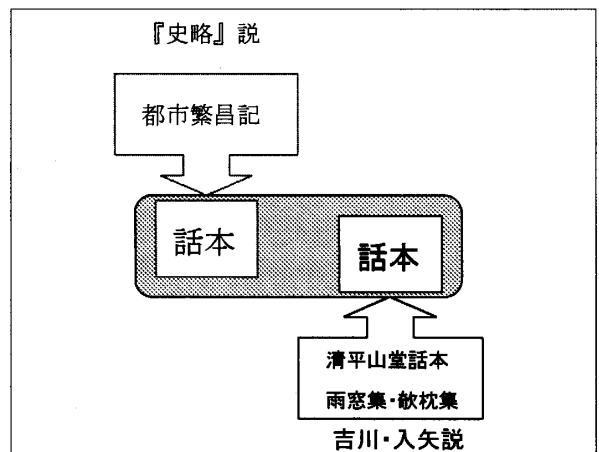 『史略』説
都市繁昌記
話本
話本
清平山堂話本
雨窓集・欹枕集
吉川・入矢説